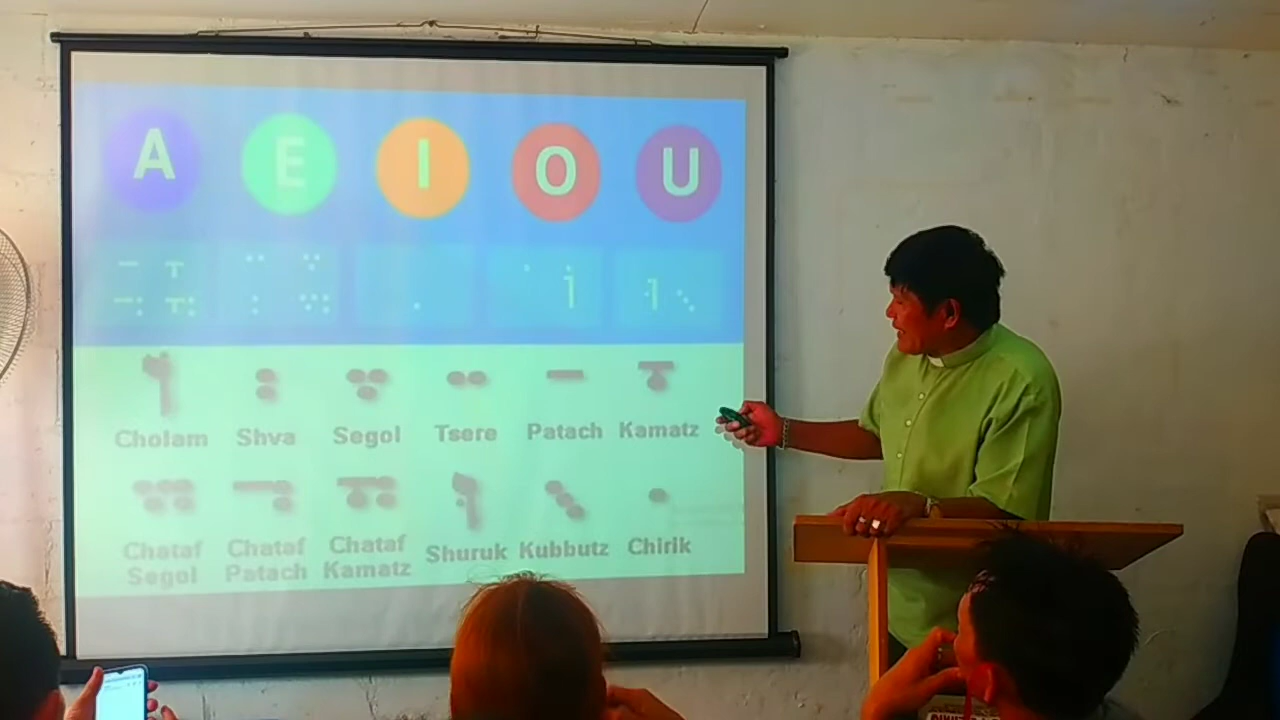 A E I O U
Cholam Shva Segol Tsere Patach Kamatz
Chataf Segol Chataf Patach Chataf Kamatz Shuruk Kubbutz Chirik